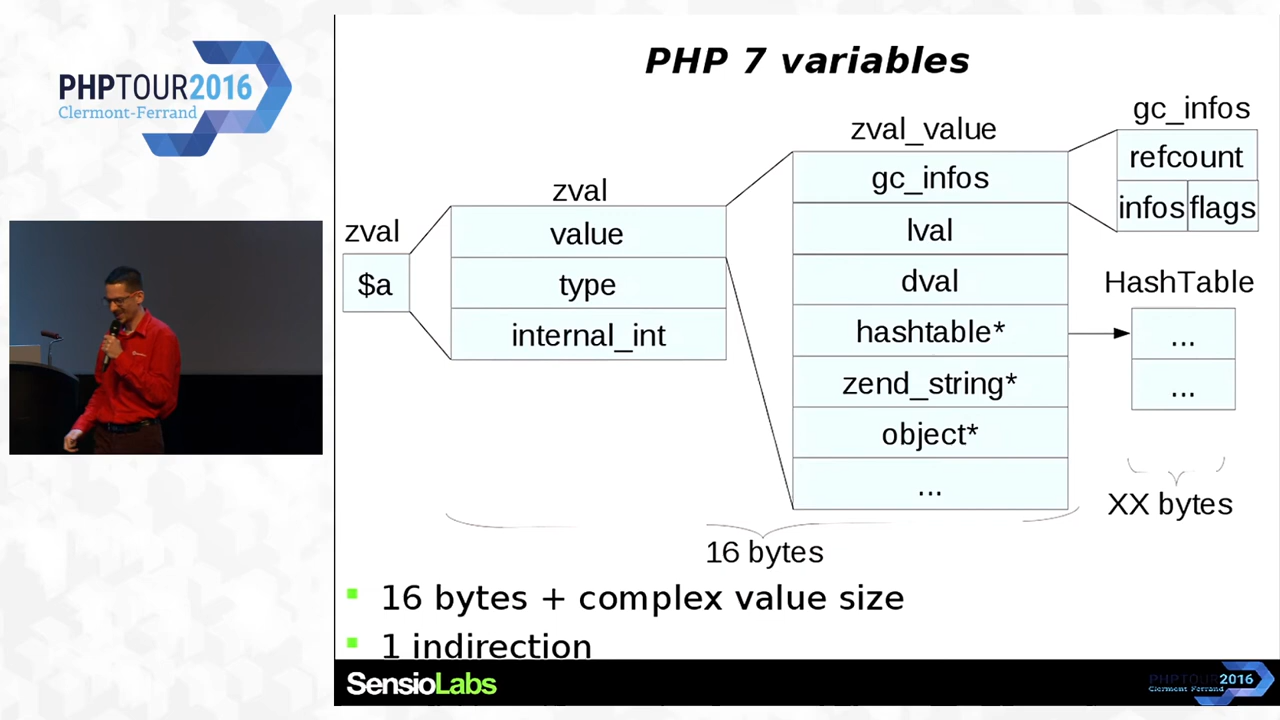 PHPTOUR2016
Clermont-Ferrand
PHP 7 variables
zval
$a
zval
value
type
internal_int
zval_value
gc_infos
lval
dval
hashtable*
zend_string*
object*
...
gc_infos
refcount
infos flags
HashTable
...
...
XX bytes
16 bytes
16 bytes + complex value size
1 indirection
SensioLabs
PHPTOUR2016
Clermont-Ferrand